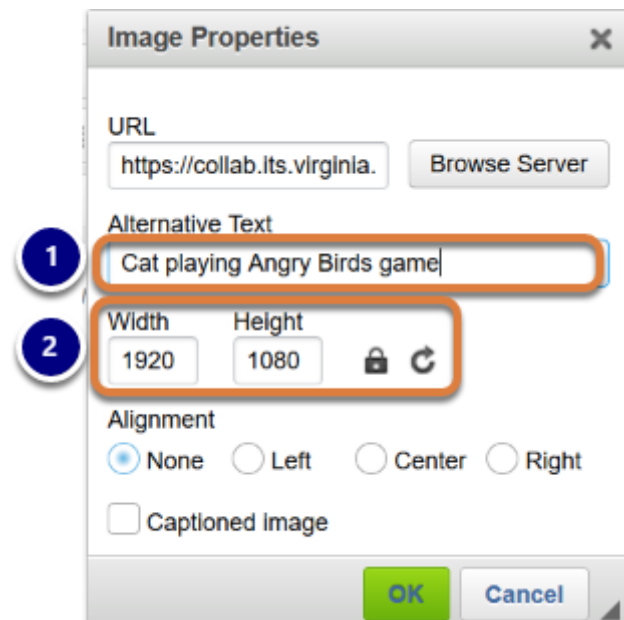 Image Properties
URL
https://collab.its.virginia. Browse Server
Alternative Text
1
Cat playing Angry Birds game
2
Width Height
1920 1080
Alignment
None Left Center Right
Captioned Image
OK Cancel